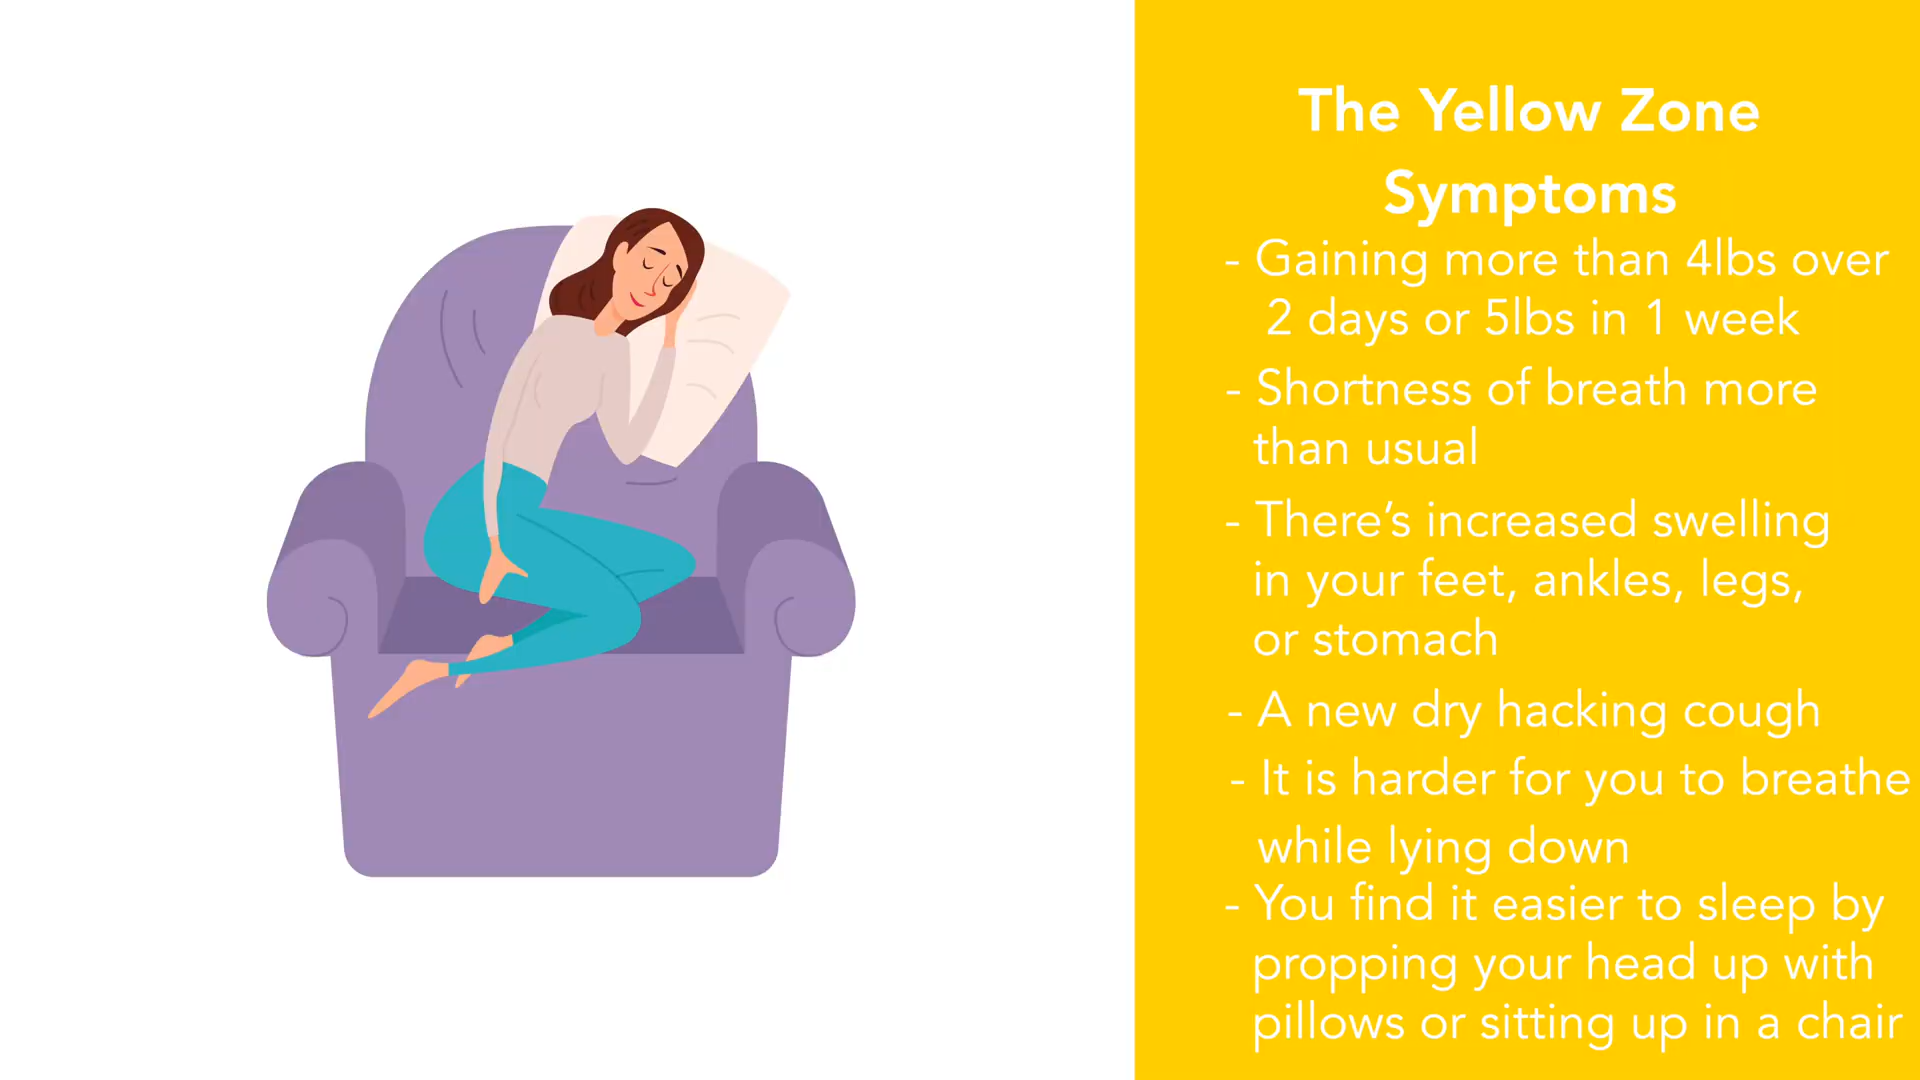 The Yellow Zone
Symptoms
- Gaining more than 4lbs over
2 days or 5lbs in 1 week
- Shortness of breath more
than usual
- There’s increased swelling
in your feet, ankles, legs,
or stomach
- A new dry hacking cough
- It is harder for you to breathe
while lying down
- You find it easier to sleep by
propping your head up with
pillows or sitting up in a chair